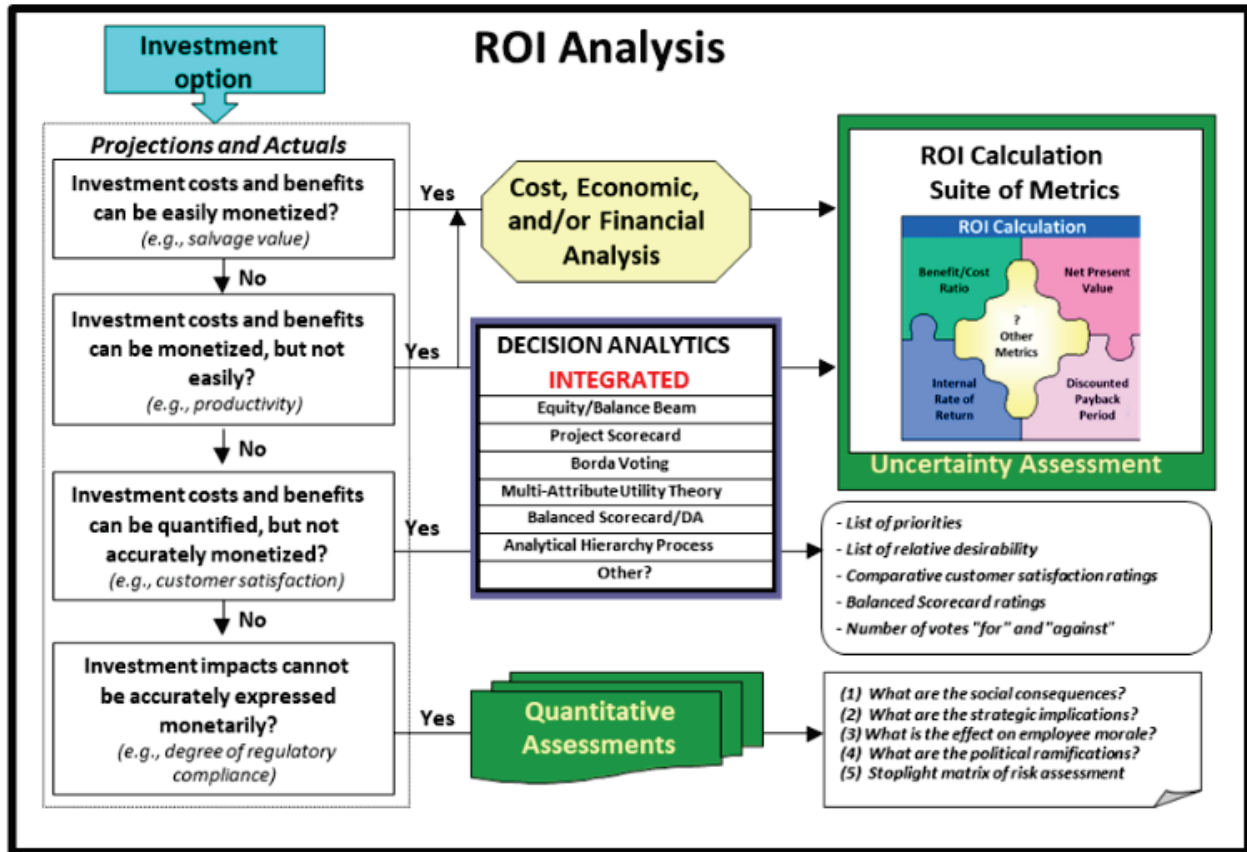 ROI Analysis
Investment
option
Projections and Actuals
Investment costs and benefits
can be easily monetized?
(e.g., salvage value)
Yes
No
Investment costs and benefits
can be monetized, but not
easily?
(e.g., productivity)
Yes
No
Investment costs and benefits
can be quantified, but not
accurately monetized?
(e.g., customer satisfaction)
Yes
No
Investment impacts cannot
be accurately expressed
monetarily?
(e.g., degree of regulatory
compliance)
Yes
Cost, Economic,
and/or Financial
Analysis
DECISION ANALYTICS
INTEGRATED
Equity/Balance Beam
Project Scorecard
Borda Voting
Multi-Attribute Utility Theory
Balanced Scorecard/DA
Analytical Hierarchy Process
Other?
Quantitative
Assessments
ROI Calculation
Suite of Metrics
ROI Calculation
Benefit/Cost
Ratio
Net Present
Value
?
Other
Metrics
Internal
Rate of
Return
Discounted
Payback
Period
Uncertainty Assessment
- List of priorities
- List of relative desirability
- Comparative customer satisfaction ratings
- Balanced Scorecard ratings
- Number of votes "for" and "against"
(1) What are the social consequences?
(2) What are the strategic implications?
(3) What is the effect on employee morale?
(4) What are the political ramifications?
(5) Stoplight matrix of risk assessment